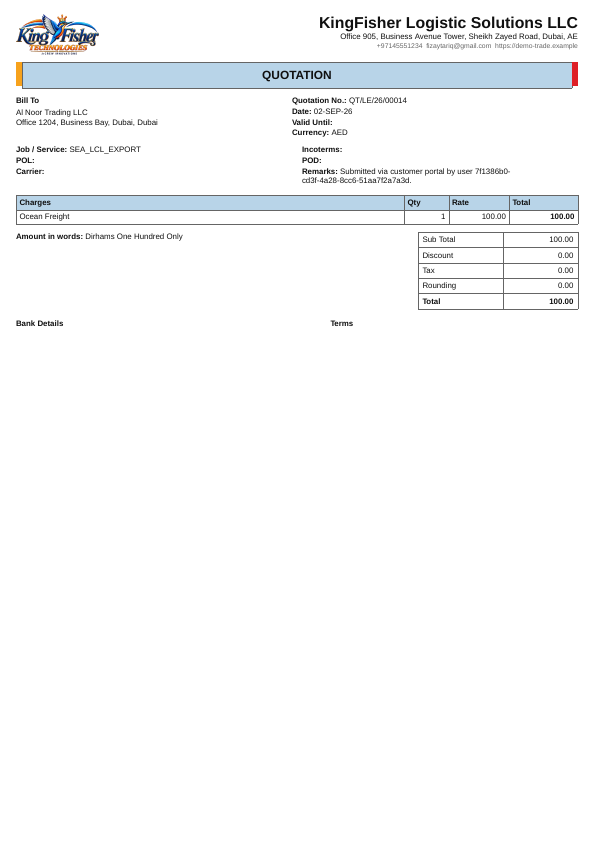 King Fisher
TECHNOLOGIES
KingFisher Logistic Solutions LLC
Office 905, Business Avenue Tower, Sheikh Zayed Road, Dubai, AE
+97145551234 fizaytariq@gmail.com https://demo-trade.example
QUOTATION
Bill To
Al Noor Trading LLC
Office 1204, Business Bay, Dubai, Dubai
Quotation No.: QT/LE/26/00014
Date: 02-SEP-26
Valid Until:
Currency: AED
Job / Service: SEA_LCL_EXPORT
POL:
Carrier:
Incoterms:
POD:
Remarks: Submitted via customer portal by user 7f1386b0-
cd3f-4a28-8cc6-51aa7f2a7a3d.
Charges Qty Rate Total
Ocean Freight 1 100.00 100.00
Amount in words: Dirhams One Hundred Only
Sub Total 100.00
Discount 0.00
Tax 0.00
Rounding 0.00
Total 100.00
Bank Details
Terms